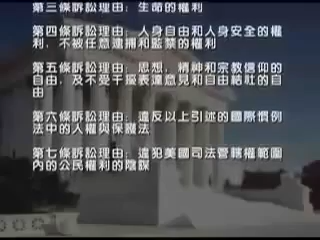 第三條訴訟理由：生命的權利
第四條訴訟理由：人身自由和人身安全的權
利，不被任意逮捕和監禁的權利
第五條訴訟理由：思想，精神和宗教信仰的
自由，及不受干擾表達意見和自由結社的自
由
第六條訴訟理由：違反以上引述的國際慣例
法中的人權與保護法
第七條訴訟理由：違犯美國司法管轄權範圍
內的公民權利的陰謀